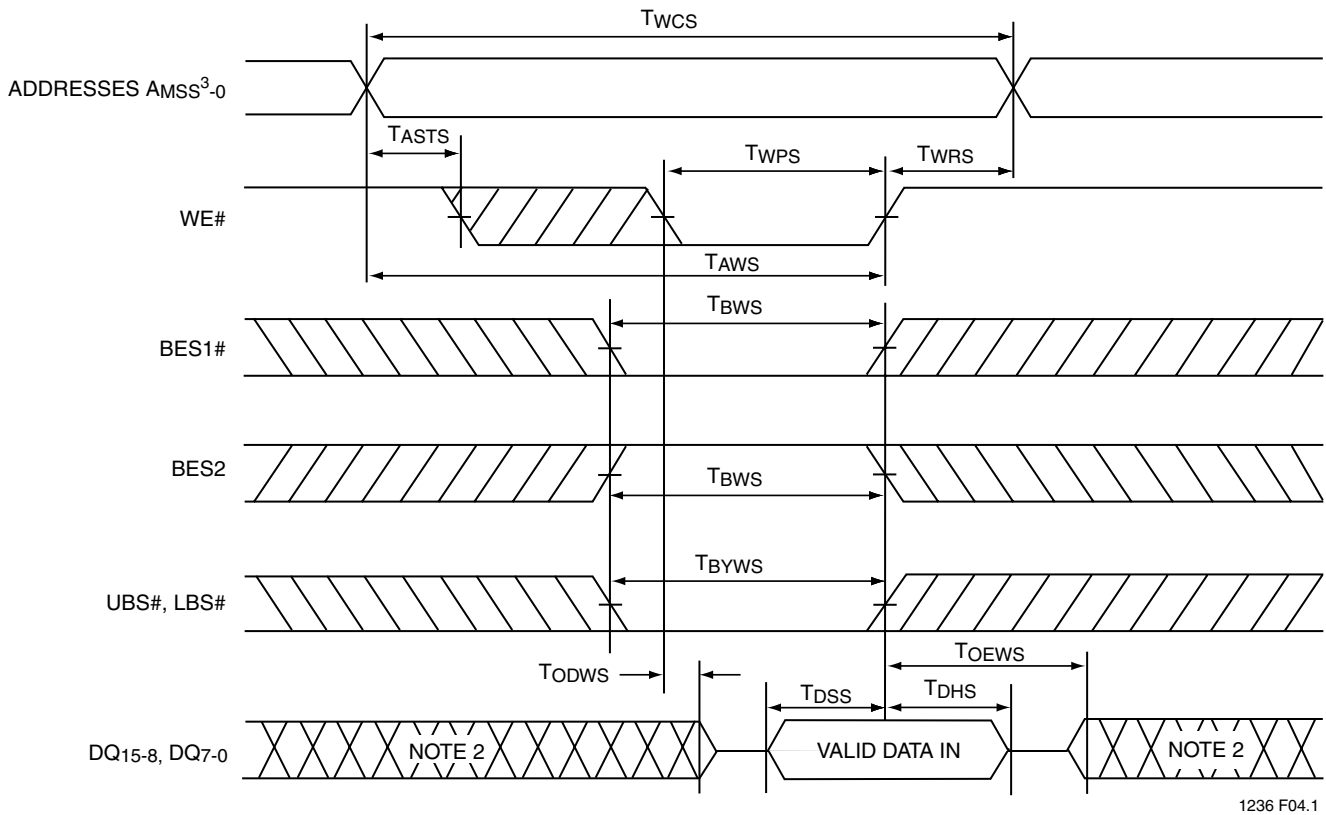 TWCS
ADDRESSES AMSS³-0
TASTS
TWPS
TWRS
WE#
TAWS
TBWS
BES1#
BES2
TBWS
TBYWS
UBS#, LBS#
TODWS
TOEWS
TDSS
TDHS
DQ15-8, DQ7-0
NOTE 2
VALID DATA IN
NOTE 2
1236 F04.1